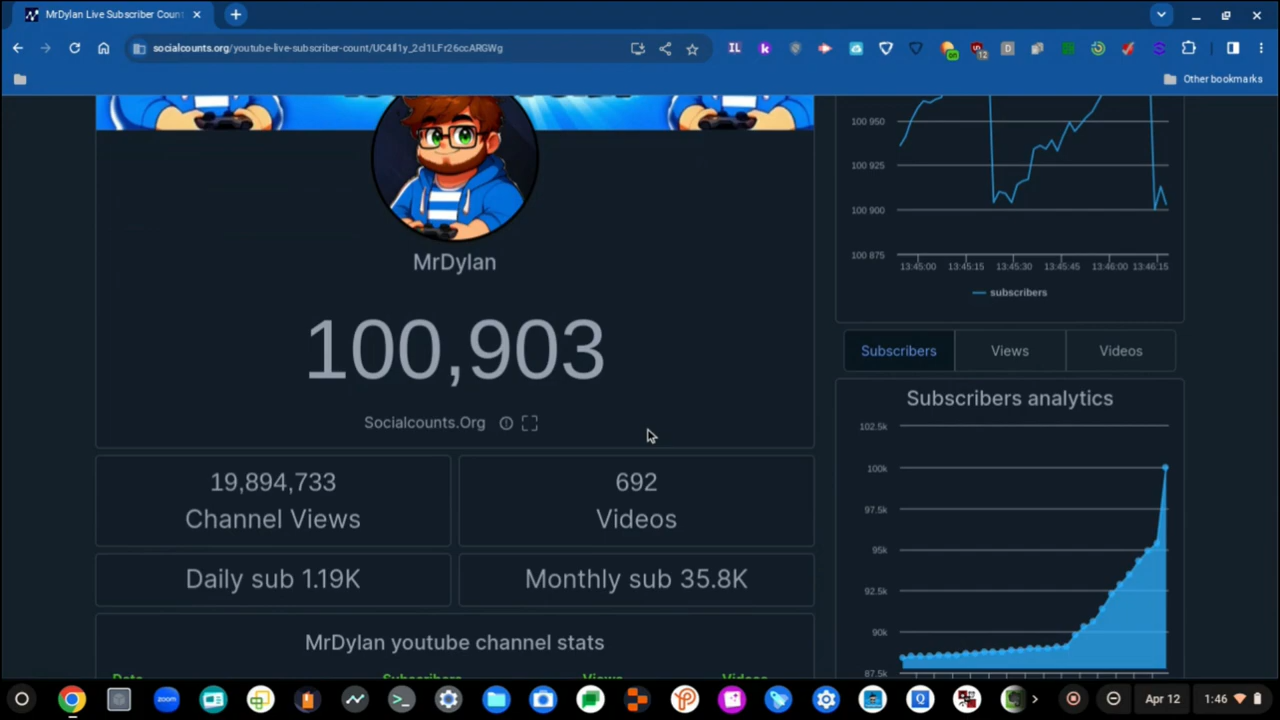 MrDylan Live Subscriber Coun
socialcounts.org/youtube-live-subscriber-count/UC4ll1y_2cl1LFr26ccARGWg
Other bookmarks
MrDylan
100,903
Socialcounts.Org
19,894,733
Channel Views
692
Videos
Daily sub 1.19K
Monthly sub 35.8K
MrDylan youtube channel stats
100 950
100 925
100 900
100 875
13:45:00 13:45:15 13:45:30 13:45:45 13:46:00 13:46:15
subscribers
Subscribers Views Videos
Subscribers analytics
102.5k
100k
97.5k
95k
92.5k
90k
87.5k
zoom
Apr 12
1:46